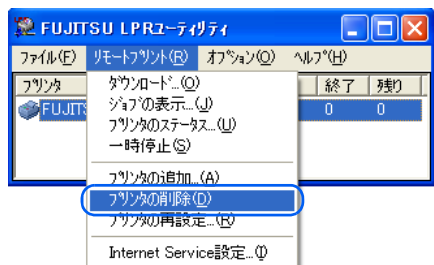 FUJITSU LPRユーティリティ
ファイル(F) リモートプリント(R) オプション(O) ヘルプ(H)
プリンタ 終了 残り
FUJITS 0 0
ダウンロード...(O)
ジョブの表示...(J)
プリンタのステータス...(U)
一時停止(S)
プリンタの追加...(A)
プリンタの削除(D)
プリンタの再設定...(R)
Internet Service設定...(I)